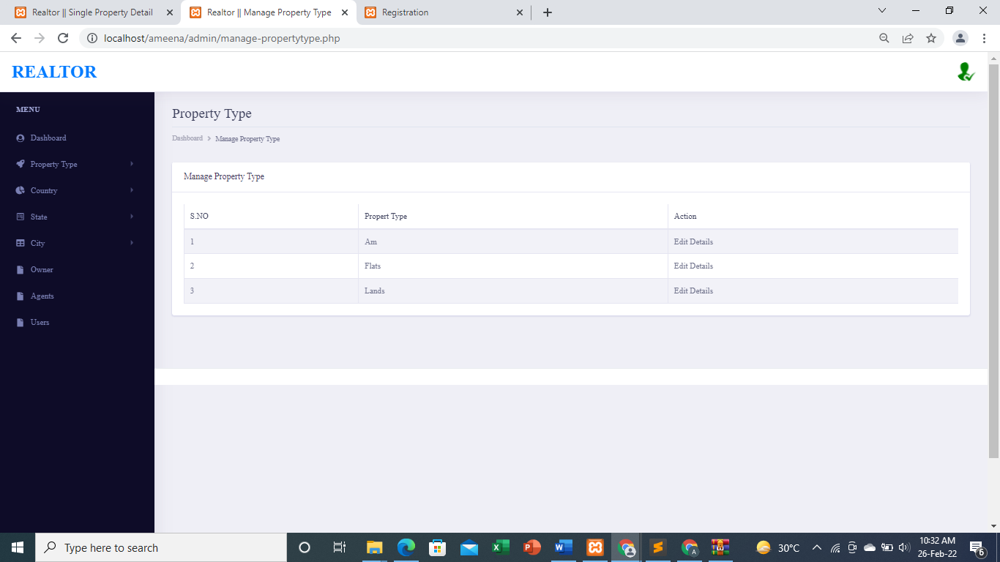 Realtor || Single Property Detail
Realtor || Manage Property Type
Registration
localhost/ameena/admin/manage-propertytype.php
REALTOR
MENU
Dashboard
Property Type
Country
State
City
Owner
Agents
Users
Property Type
Dashboard > Manage Property Type
Manage Property Type
S.NO Propert Type Action
1 Am Edit Details
2 Flats Edit Details
3 Lands Edit Details
Type here to search
30°C
10:32 AM
26-Feb-22
6